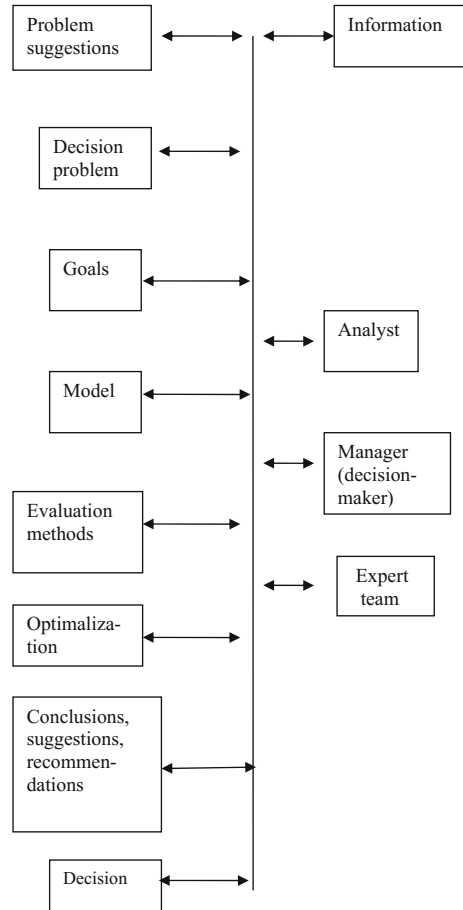 Problem
suggestions
Information
Decision
problem
Goals
Analyst
Model
Manager
(decision-
maker)
Evaluation
methods
Expert
team
Optimaliza-
tion
Conclusions,
suggestions,
recommen-
dations
Decision